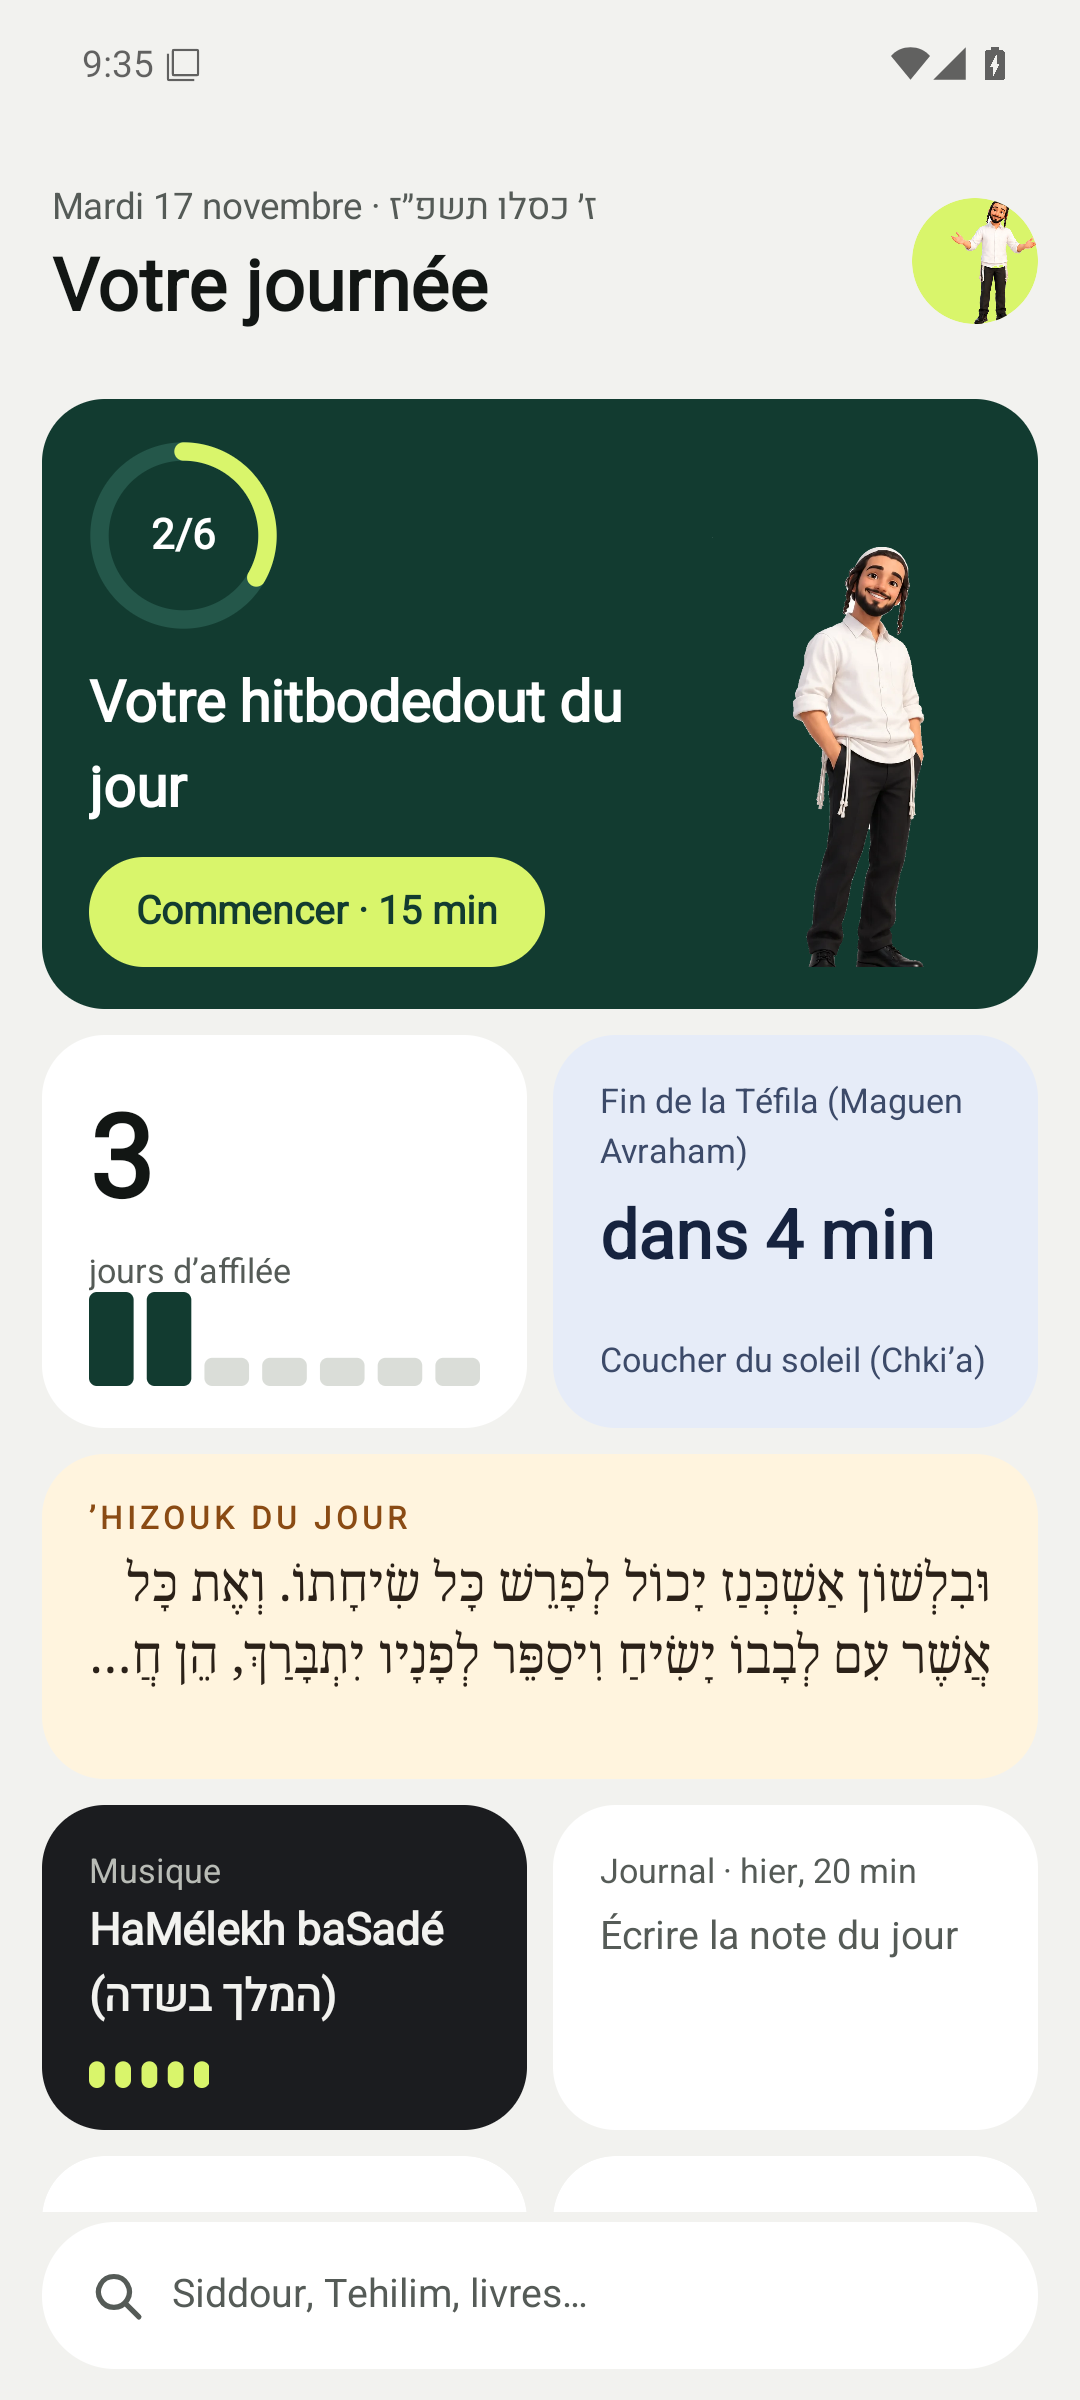 9:35
Mardi 17 novembre · ז׳ כסלו תשפ״ז
Votre journée
2/6
Votre hitbodedout du
jour
Commencer · 15 min
3
jours d’affilée
Fin de la Téfila (Maguen
Avraham)
dans 4 min
Coucher du soleil (Chki’a)
’HIZOUK DU JOUR
וּבִלְשׁוֹן אַשְׁכְּנַז יָכוֹל לְפָרֵשׁ כָּל שִׂיחָתוֹ. וְאֶת כָּל
אֲשֶׁר עִם לְבָבוֹ יָשִׂיחַ וִיסַפֵּר לְפָנָיו יִתְבָּרַךְ, הֵן חֲ...
Musique
HaMélekh baSadé
(המלך בשדה)
Journal · hier, 20 min
Écrire la note du jour
Siddour, Tehilim, livres…